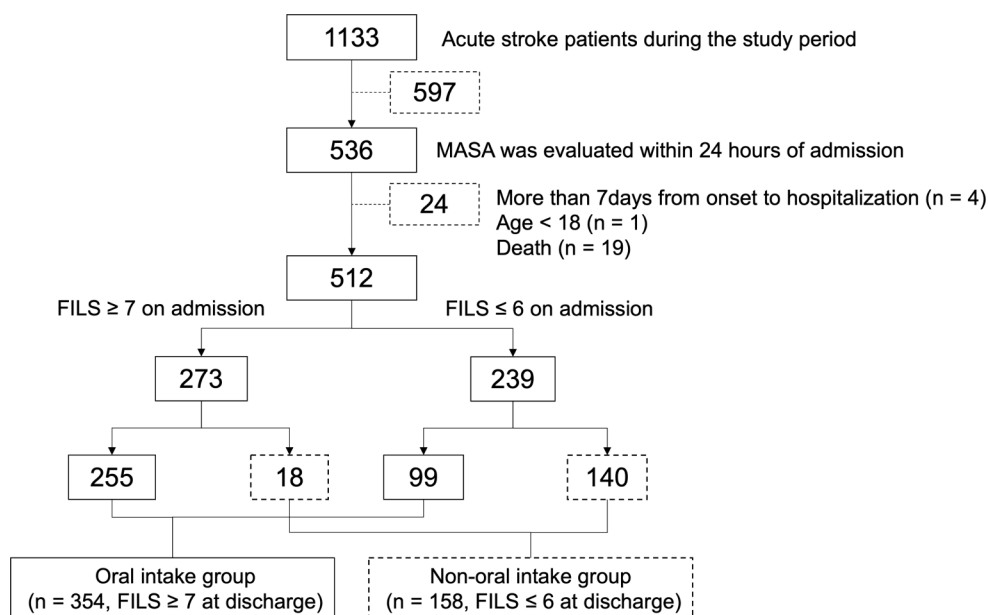 1133
Acute stroke patients during the study period
597
536
MASA was evaluated within 24 hours of admission
24
More than 7days from onset to hospitalization (n = 4)
Age < 18 (n = 1)
Death (n = 19)
512
FILS ≥ 7 on admission
FILS ≤ 6 on admission
273
239
255
18
99
140
Oral intake group
(n = 354, FILS ≥ 7 at discharge)
Non-oral intake group
(n = 158, FILS ≤ 6 at discharge)